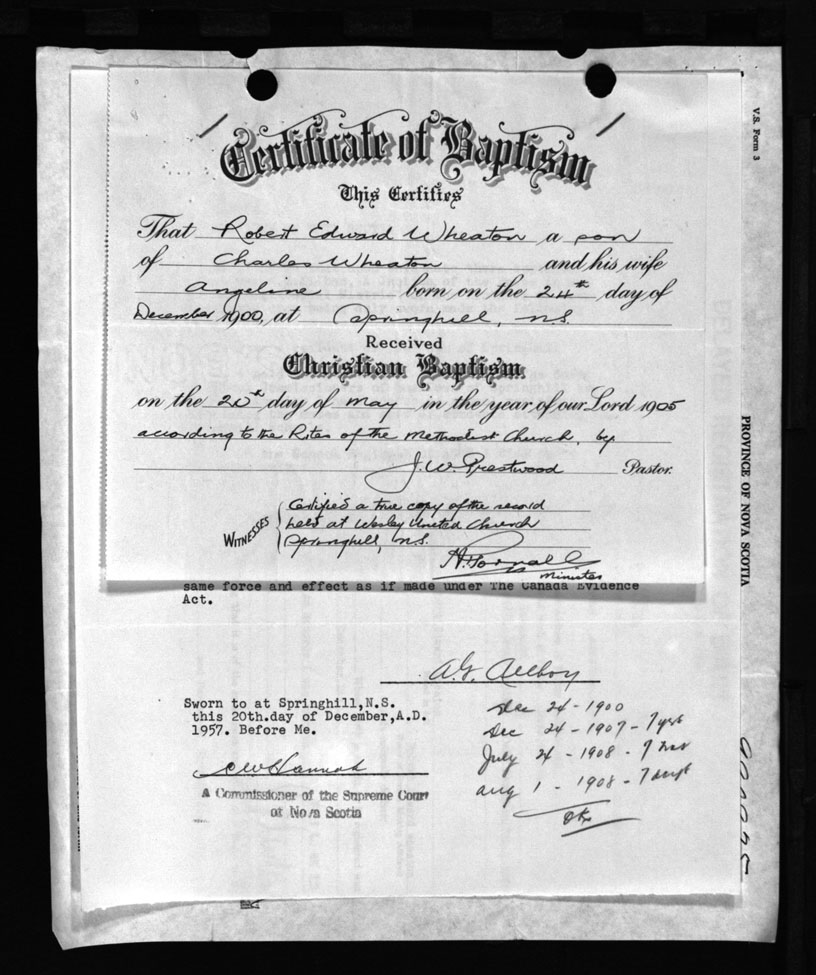 V.S. Form 3
Certificate of Baptism
This Certifies
That Robert Edward Wheaton a son
of Charles Wheaton and his wife
Angeline born on the 24th day of
December 1900, at Springhill, N.S.
Received
Christian Baptism
on the 20th day of May in the year of our Lord 1905
according to the Rites of the Methodist Church, by
J.W. Prestwood Pastor.
WITNESSES
Certified a true copy of the record
held at Wesley United Church
Springhill, N.S.
Minister
PROVINCE OF NOVA SCOTIA
same force and effect as if made under The Canada Evidence
Act.
A.G.
Sworn to at Springhill,N.S.
this 20th.day of December,A.D.
1957. Before Me.
A Commissioner of the Supreme Court
of Nova Scotia
Dec 24 - 1900
Dec 24 - 1907 - 7 yrs
July 24 - 1908 - 7 mos
Aug 1 - 1908 - 7 days
OK